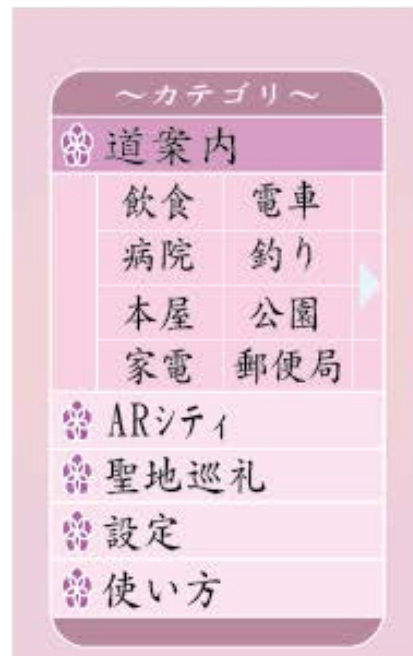 ～カテゴリ～
道案内
飲食 電車
病院 釣り
本屋 公園
家電 郵便局
ARシティ
聖地巡礼
設定
使い方